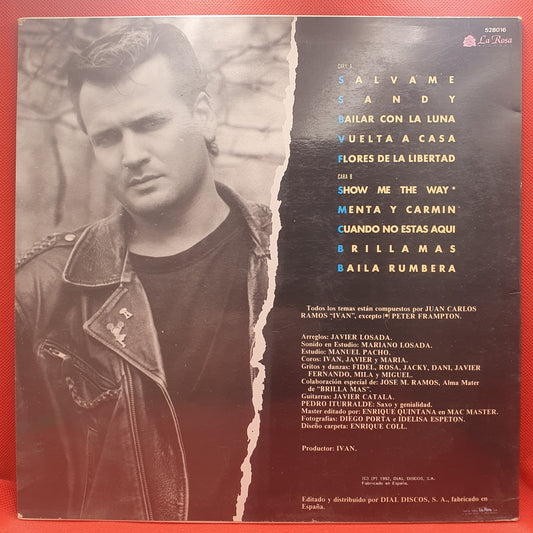 528016
La Rosa
CARA A
SALVAME
SANDY
BAILAR CON LA LUNA
VUELTA A CASA
FLORES DE LA LIBERTAD
CARA B
SHOW ME THE WAY*
MENTA Y CARMIN
CUANDO NO ESTAS AQUI
BRILLA MAS
BAILA RUMBERA
Todos los temas están compuestos por JUAN CARLOS
RAMOS "IVAN", excepto (*) PETER FRAMPTON.
Arreglos: JAVIER LOSADA.
Sonido en Estudio: MARIANO LOSADA.
Estudio: MANUEL PACHO.
Coros: IVAN, JAVIER y MARIA.
Gritos y danzas: FIDEL, ROSA, JACKY, DANI, JAVIER
FERNANDO, MILA y MIGUEL.
Colaboración especial de: JOSE M. RAMOS, Alma Mater
de "BRILLA MAS".
Guitarras: JAVIER CATALA.
PEDRO ITURRALDE: Saxo y genialidad.
Master editado por: ENRIQUE QUINTANA en MAC MASTER.
Fotografías: DIEGO PORTA e IDELISA ESPETON.
Diseño carpeta: ENRIQUE COLL.
Productor: IVAN.
(C) (P) 1992, DIAL DISCOS, S.A.
Fabricado en España.
Editado y distribuido por DIAL DISCOS, S. A., fabricado en
España.
La Rosa